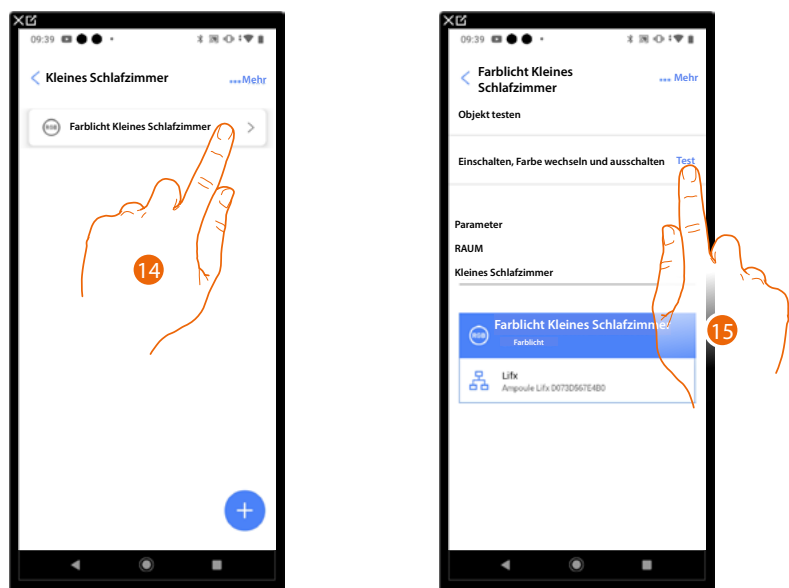 09:39
Kleines Schlafzimmer
Mehr
RGB
Farblicht Kleines Schlafzimmer
14
09:39
Farblicht Kleines
Schlafzimmer
Mehr
Objekt testen
Einschalten, Farbe wechseln und ausschalten Test
Parameter
RAUM
Kleines Schlafzimmer
15
RGB
Farblicht Kleines Schlafzimmer
Farblicht
Lifx
Ampoule Lifx D073D567E4B0